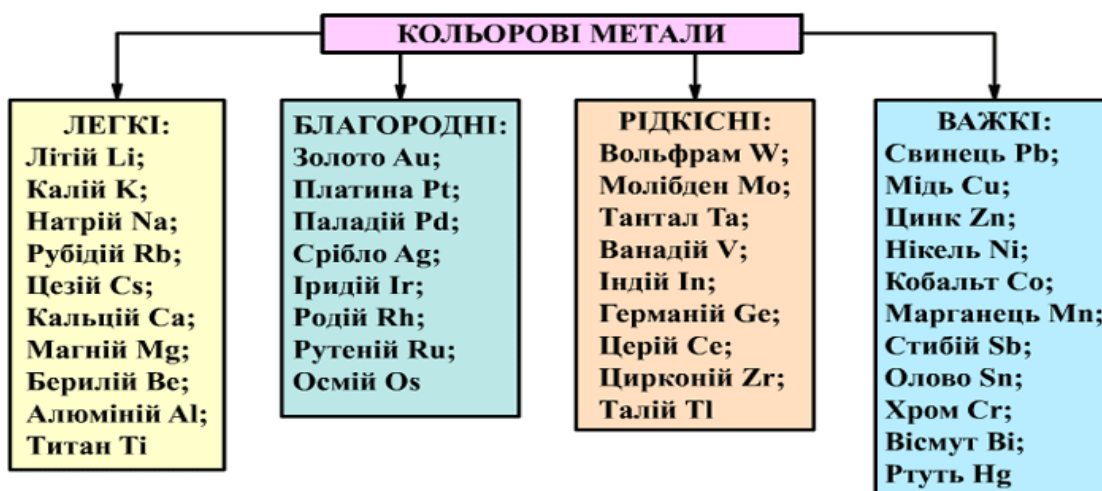 КОЛЬОРОВІ МЕТАЛИ
ЛЕГКІ:
Літій Li;
Калій K;
Натрій Na;
Рубідій Rb;
Цезій Cs;
Кальцій Ca;
Магній Mg;
Берилій Be;
Алюміній Al;
Титан Ti
БЛАГОРОДНІ:
Золото Au;
Платина Pt;
Паладій Pd;
Срібло Ag;
Іридій Ir;
Родій Rh;
Рутеній Ru;
Осмій Os
РІДКІСНІ:
Вольфрам W;
Молібден Mo;
Тантал Ta;
Ванадій V;
Індій In;
Германій Ge;
Церій Ce;
Цирконій Zr;
Талій Tl
ВАЖКІ:
Свинець Pb;
Мідь Cu;
Цинк Zn;
Нікель Ni;
Кобальт Co;
Марганець Mn;
Стибій Sb;
Олово Sn;
Хром Cr;
Вісмут Bi;
Ртуть Hg